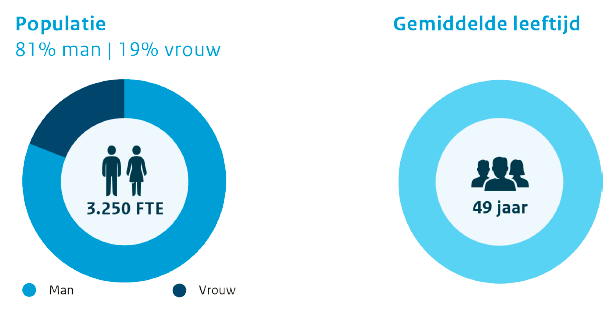 Populatie
81% man | 19% vrouw
3.250 FTE
Man
Vrouw
Gemiddelde leeftijd
49 jaar